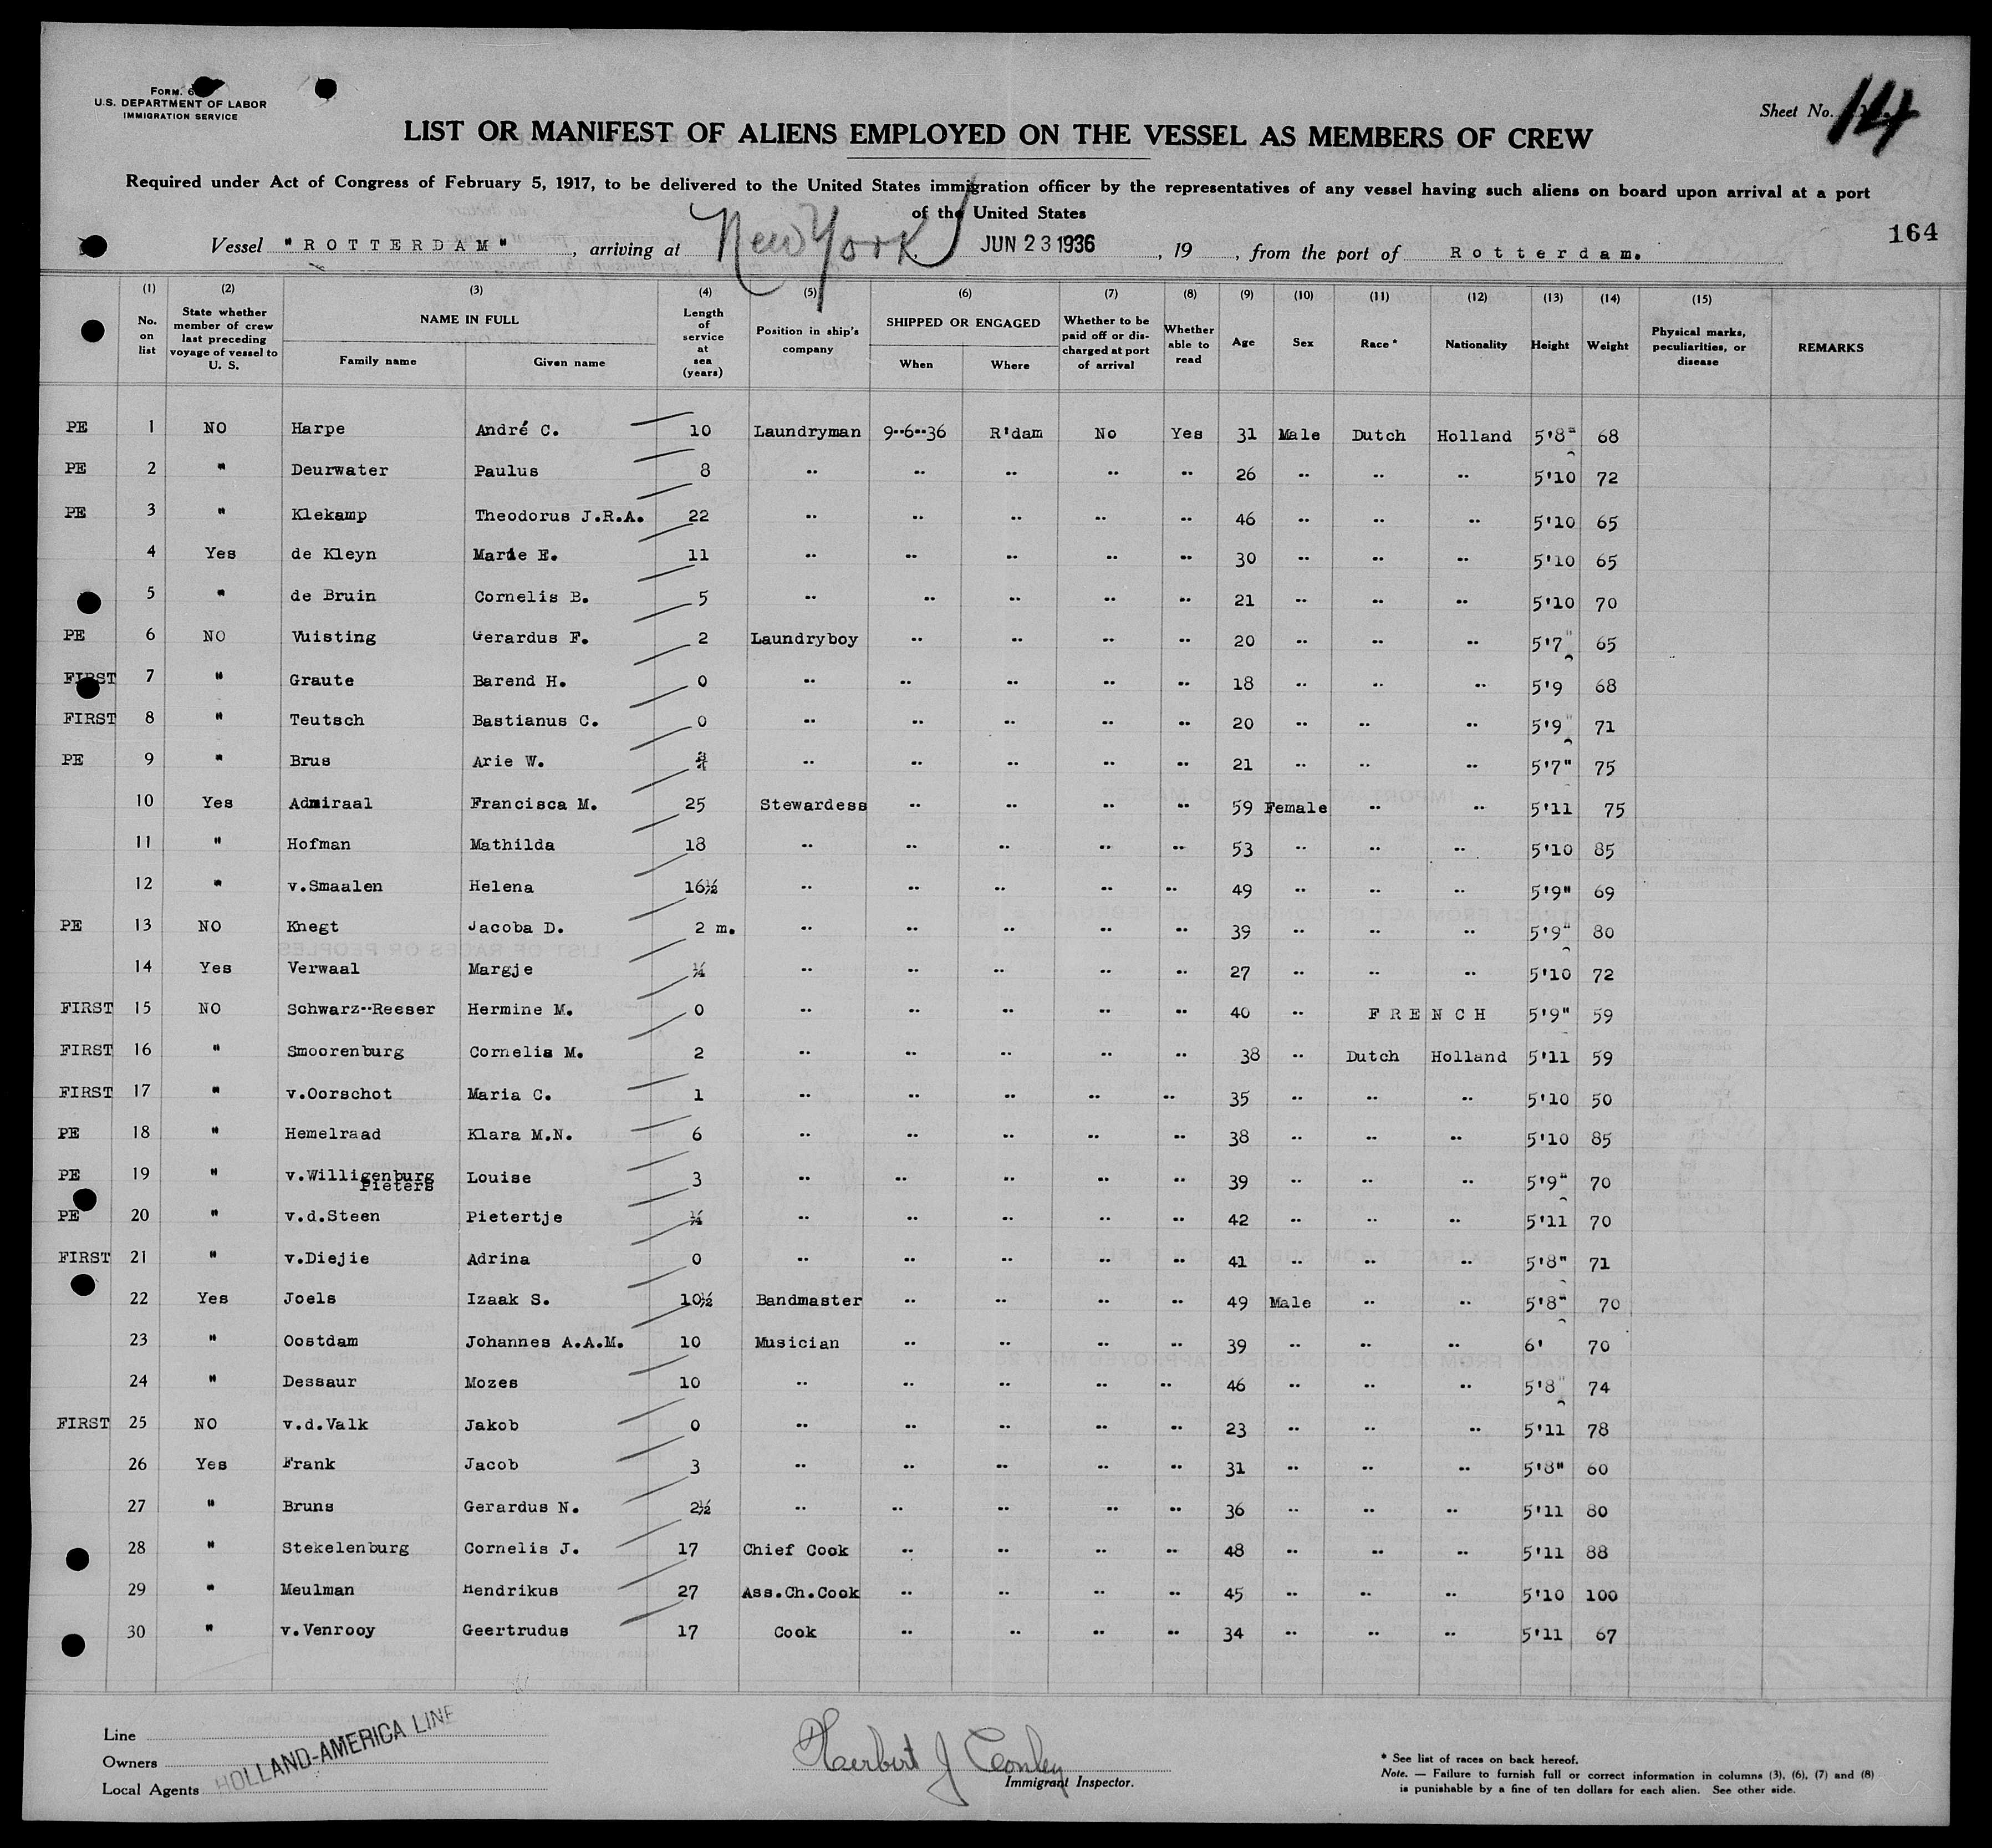 FORM. 6
U.S. DEPARTMENT OF LABOR
IMMIGRATION SERVICE
Sheet No. 14
LIST OR MANIFEST OF ALIENS EMPLOYED ON THE VESSEL AS MEMBERS OF CREW
Required under Act of Congress of February 5, 1917, to be delivered to the United States immigration officer by the representatives of any vessel having such aliens on board upon arrival at a port
of the United States
164
Vessel "ROTTERDAM", arriving at New York JUN 23 1936, 19 , from the port of Rotterdam.
(1) (2) (3) (4) (5) (6) (7) (8) (9) (10) (11) (12) (13) (14) (15)
No. on list State whether member of crew last preceding voyage of vessel to U. S. NAME IN FULL Family name Given name Length of service at sea (years) Position in ship's company SHIPPED OR ENGAGED When Where Whether to be paid off or discharged at port of arrival Whether able to read Age Sex Race * Nationality Height Weight Physical marks, peculiarities, or disease REMARKS
PE 1 NO Harpe André C. 10 Laundryman 9--6--36 R'dam No Yes 31 Male Dutch Holland 5'8" 68
PE 2 " Deurwater Paulus 8 -- -- -- -- -- 26 -- -- -- 5'10 72
PE 3 " Klekamp Theodorus J.R.A. 22 -- -- -- -- -- 46 -- -- -- 5'10 65
4 Yes de Kleyn Marie E. 11 -- -- -- -- -- 30 -- -- -- 5'10 65
5 " de Bruin Cornelis B. 5 -- -- -- -- -- 21 -- -- -- 5'10 70
PE 6 NO Vuisting Gerardus F. 2 Laundryboy -- -- -- -- 20 -- -- -- 5'7" 65
FIRST 7 " Graute Barend H. 0 -- -- -- -- -- 18 -- -- -- 5'9 68
FIRST 8 " Teutsch Bastianus C. 0 -- -- -- -- -- 20 -- -- -- 5'9" 71
PE 9 " Brus Arie W. -- -- -- -- -- 21 -- -- -- 5'7" 75
10 Yes Admiraal Francisca M. 25 Stewardess -- -- -- -- 59 Female -- -- 5'11 75
11 " Hofman Mathilda 18 -- -- -- -- -- 53 -- -- -- 5'10 85
12 " v.Smaalen Helena 16½ -- -- -- -- -- 49 -- -- -- 5'9" 69
PE 13 NO Knegt Jacoba D. 2 m. -- -- -- -- -- 39 -- -- -- 5'9" 80
14 Yes Verwaal Margje ¼ -- -- -- -- -- 27 -- -- -- 5'10 72
FIRST 15 NO Schwarz--Reeser Hermine M. 0 -- -- -- -- -- 40 -- FRENCH 5'9" 59
FIRST 16 " Smoorenburg Cornelis M. 2 -- -- -- -- -- 38 -- Dutch Holland 5'11 59
FIRST 17 " v.Oorschot Maria C. 1 -- -- -- -- -- 35 -- -- -- 5'10 50
PE 18 " Hemelraad Klara M.N. 6 -- -- -- -- -- 38 -- -- -- 5'10 85
PE 19 " v.Willigenburg Pieters Louise 3 -- -- -- -- -- 39 -- -- -- 5'9" 70
PE 20 " v.d.Steen Pietertje ¼ -- -- -- -- -- 42 -- -- -- 5'11 70
FIRST 21 " v.Diejie Adrina 0 -- -- -- -- -- 41 -- -- -- 5'8" 71
22 Yes Joels Izaak S. 10½ Bandmaster -- -- -- -- 49 Male -- -- 5'8" 70
23 " Oostdam Johannes A.A.M. 10 Musician -- -- -- -- 39 -- -- -- 6' 70
24 " Dessaur Mozes 10 -- -- -- -- -- 46 -- -- -- 5'8" 74
FIRST 25 NO v.d.Valk Jakob 0 -- -- -- -- -- 23 -- -- -- 5'11 78
26 Yes Frank Jacob 3 -- -- -- -- -- 31 -- -- -- 5'8" 60
27 " Bruns Gerardus N. 2½ -- -- -- -- -- 36 -- -- -- 5'11 80
28 " Stekelenburg Cornelis J. 17 Chief Cook -- -- -- -- 48 -- -- -- 5'11 88
29 " Meulman Hendrikus 27 Ass.Ch.Cook -- -- -- -- 45 -- -- -- 5'10 100
30 " v.Venrooy Geertrudus 17 Cook -- -- -- -- 34 -- -- -- 5'11 67
Line
Owners
Local Agents
HOLLAND-AMERICA LINE
Herbert J Conley
Immigrant Inspector.
* See list of races on back hereof.
Note. — Failure to furnish full or correct information in columns (3), (6), (7) and (8)
is punishable by a fine of ten dollars for each alien. See other side.